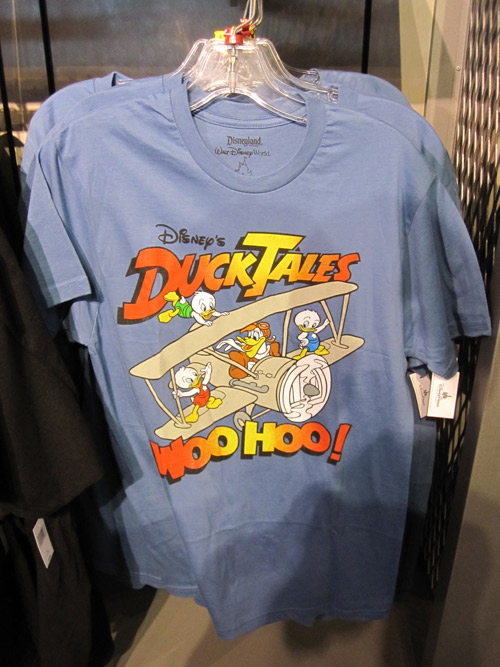 Disneyland.
Walt Disney World.
Disney's
DUCKTALES
WOO HOO!